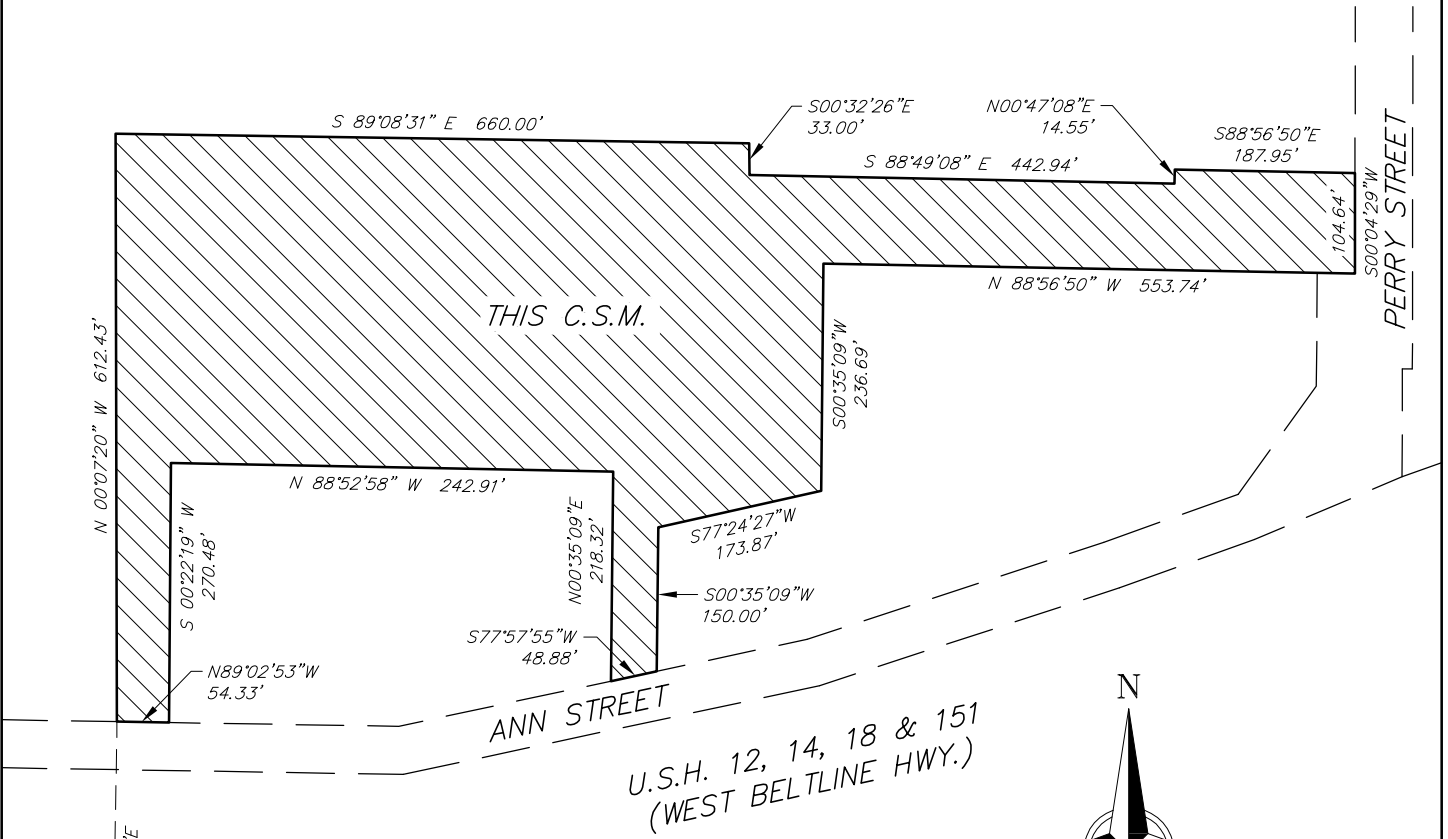 S 89°08'31" E 660.00'
S00°32'26"E
33.00'
N00°47'08"E
14.55'
S88°56'50"E
187.95'
S 88°49'08" E 442.94'
104.64'
S00°04'29"W
PERRY STREET
N 88°56'50" W 553.74'
THIS C.S.M.
N 00°07'20" W 612.43'
S00°35'09"W
236.69'
N 88°52'58" W 242.91'
S 00°22'19" W
270.48'
N00°35'09"E
218.32'
S77°24'27"W
173.87'
S00°35'09"W
150.00'
S77°57'55"W
48.88'
N89°02'53"W
54.33'
ANN STREET
U.S.H. 12, 14, 18 & 151
(WEST BELTLINE HWY.)
N
"E